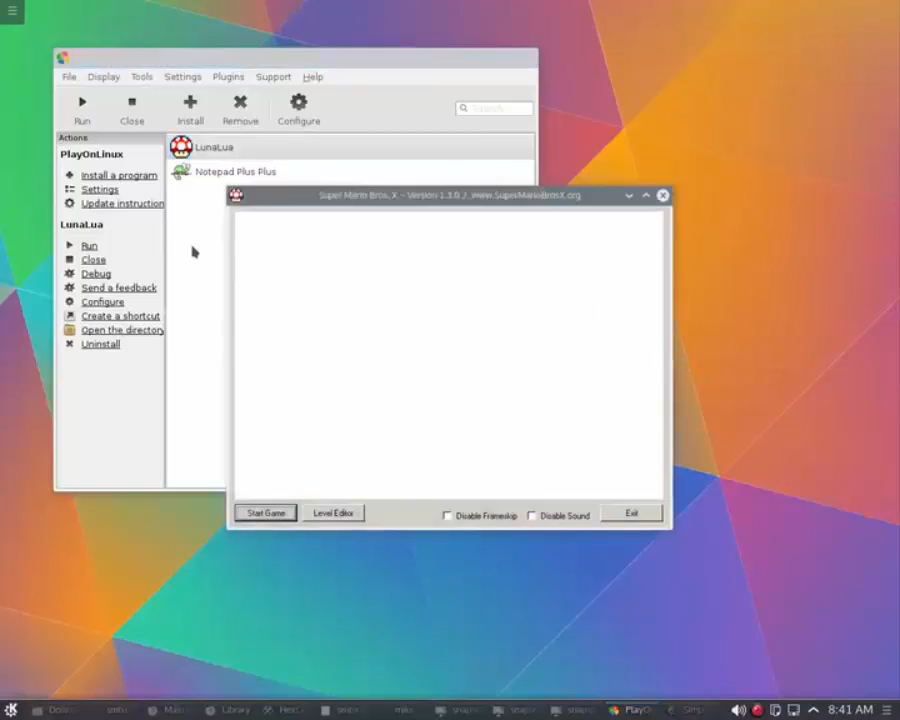 File Display Tools Settings Plugins Support Help
Run Close Install Remove Configure
Search
Actions
PlayOnLinux
Install a program
Settings
Update instruction
LunaLua
Run
Close
Debug
Send a feedback
Configure
Create a shortcut
Open the directory
Uninstall
LunaLua
Notepad Plus Plus
Super Mario Bros. X - Version 1.3.0 / www.SuperMarioBrosX.org
Start Game Level Editor Disable Frameskip Disable Sound Exit
Library PlayO 8:41 AM